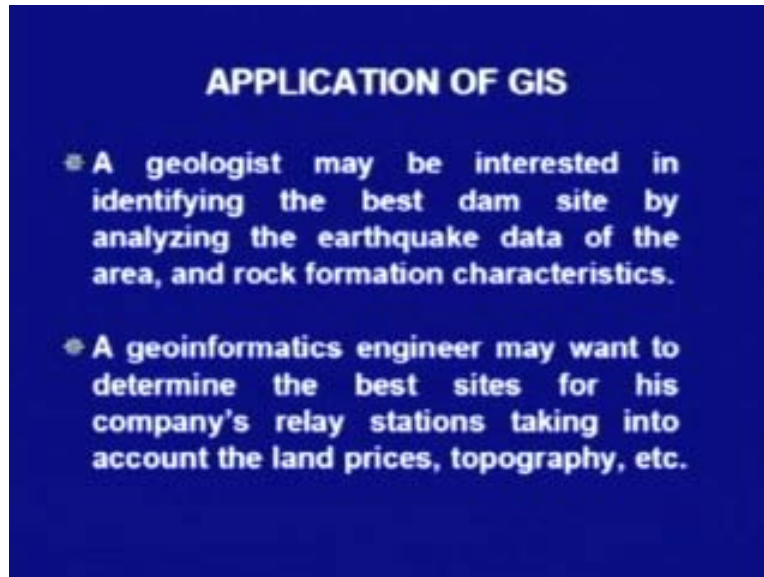 APPLICATION OF GIS
A geologist may be interested in
identifying the best dam site by
analyzing the earthquake data of the
area, and rock formation characteristics.
A geoinformatics engineer may want to
determine the best sites for his
company's relay stations taking into
account the land prices, topography, etc.